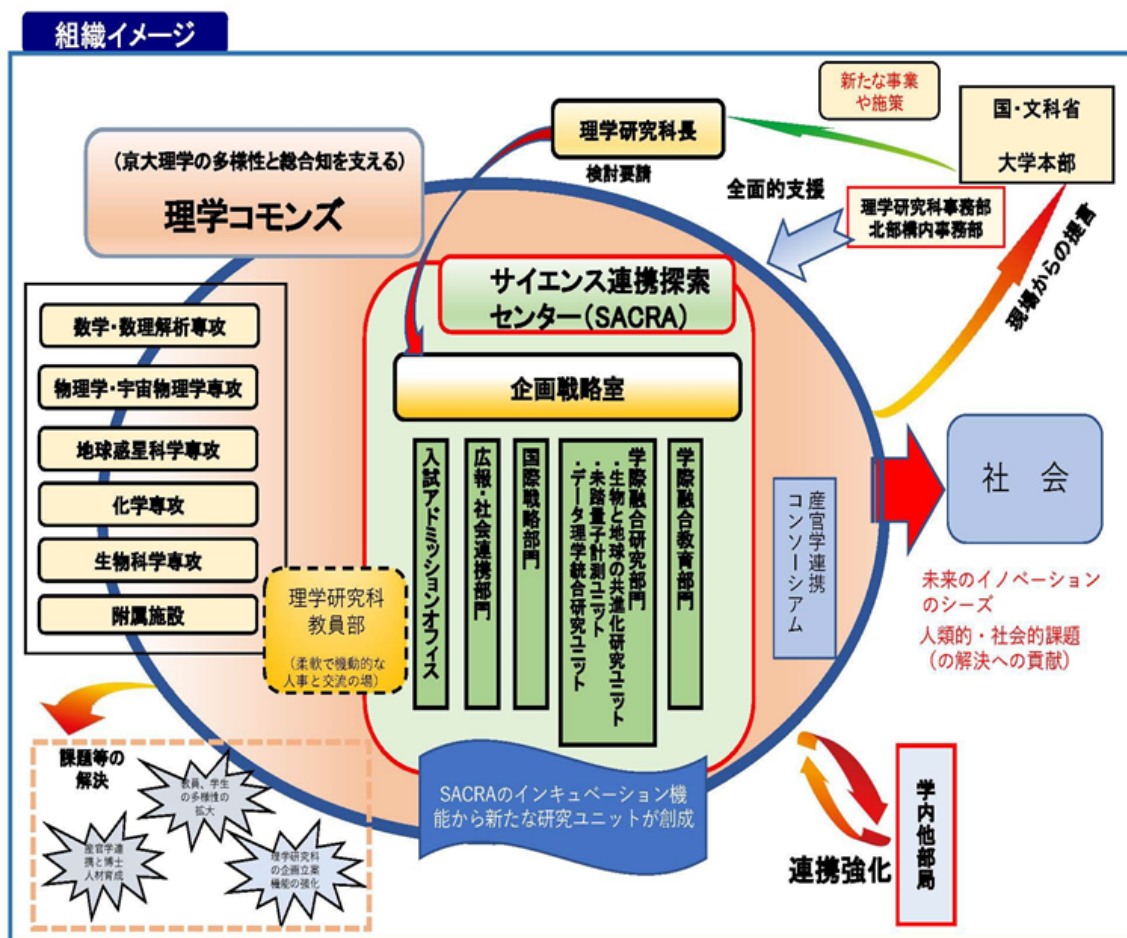 組織イメージ
新たな事業
や施策
国・文科省
大学本部
理学研究科長
検討要請
(京大理学の多様性と総合知を支える)
理学コモンズ
全面的支援
理学研究科事務部
北部構内事務部
現場からの提言
サイエンス連携探索
センター(SACRA)
企画戦略室
数学・数理解析専攻
物理学・宇宙物理学専攻
地球惑星科学専攻
化学専攻
生物科学専攻
附属施設
理学研究科
教員部
(柔軟で機動的な
人事と交流の場)
入試アドミッションオフィス
広報・社会連携部門
国際戦略部門
学際融合研究部門
・生物と地球の共進化研究ユニット
・未踏量子計測ユニット
・データ理学統合研究ユニット
学際融合教育部門
産官学連携
コンソーシアム
社 会
未来のイノベーション
のシーズ
人類的・社会的課題
(の解決への貢献)
課題等の
解決
教員、学生
の多様性の
拡大
産官学連
携と博士
人材育成
理学研究科
の企画立案
機能の強化
SACRAのインキュベーション機
能から新たな研究ユニットが創成
連携強化
学内他部局